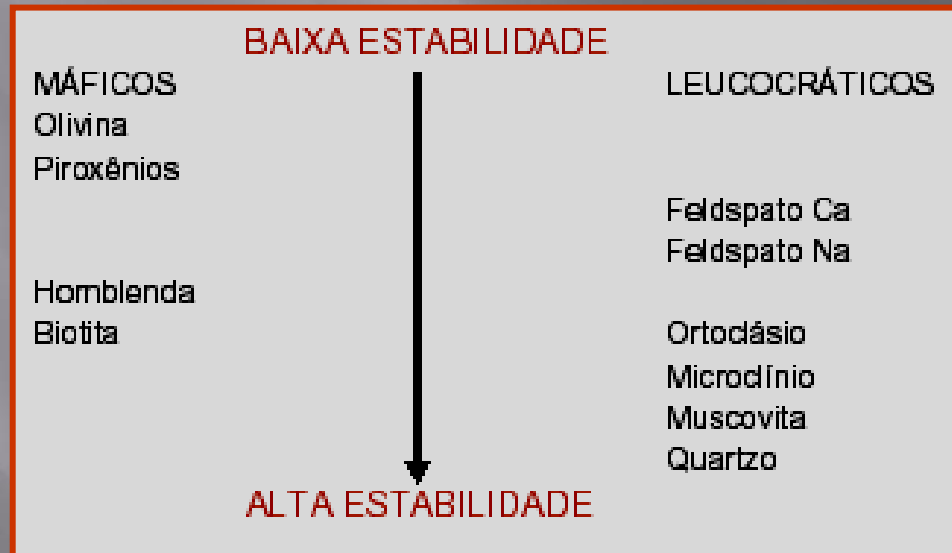 BAIXA ESTABILIDADE
MÁFICOS
LEUCOCRÁTICOS
Olivina
Piroxênios
Feldspato Ca
Feldspato Na
Hornblenda
Biotita
Ortoclásio
Microclínio
Muscovita
Quartzo
ALTA ESTABILIDADE